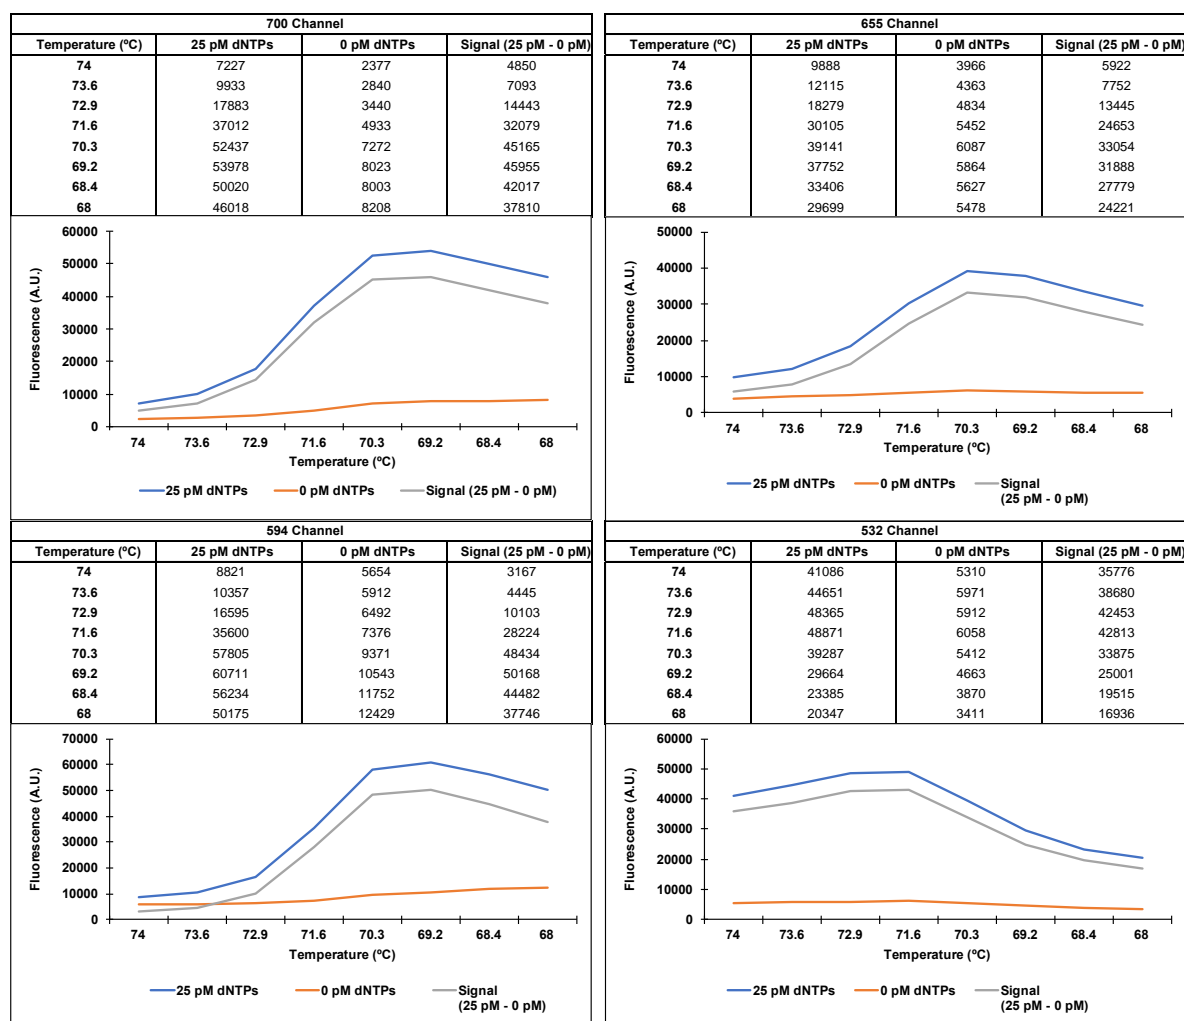 700 Channel
Temperature (ºC) 25 pM dNTPs 0 pM dNTPs Signal (25 pM - 0 pM)
74 7227 2377 4850
73.6 9933 2840 7093
72.9 17883 3440 14443
71.6 37012 4933 32079
70.3 52437 7272 45165
69.2 53978 8023 45955
68.4 50020 8003 42017
68 46018 8208 37810
60000
50000
40000
30000
20000
10000
0
Fluorescence (A.U.)
74 73.6 72.9 71.6 70.3 69.2 68.4 68
Temperature (ºC)
25 pM dNTPs 0 pM dNTPs Signal (25 pM - 0 pM)
655 Channel
Temperature (ºC) 25 pM dNTPs 0 pM dNTPs Signal (25 pM - 0 pM)
74 9888 3966 5922
73.6 12115 4363 7752
72.9 18279 4834 13445
71.6 30105 5452 24653
70.3 39141 6087 33054
69.2 37752 5864 31888
68.4 33406 5627 27779
68 29699 5478 24221
50000
40000
30000
20000
10000
0
Fluorescence (A.U.)
74 73.6 72.9 71.6 70.3 69.2 68.4 68
Temperature (ºC)
25 pM dNTPs 0 pM dNTPs Signal
(25 pM - 0 pM)
594 Channel
Temperature (ºC) 25 pM dNTPs 0 pM dNTPs Signal (25 pM - 0 pM)
74 8821 5654 3167
73.6 10357 5912 4445
72.9 16595 6492 10103
71.6 35600 7376 28224
70.3 57805 9371 48434
69.2 60711 10543 50168
68.4 56234 11752 44482
68 50175 12429 37746
70000
60000
50000
40000
30000
20000
10000
0
Fluorescence (A.U.)
74 73.6 72.9 71.6 70.3 69.2 68.4 68
Temperature (ºC)
25 pM dNTPs 0 pM dNTPs Signal
(25 pM - 0 pM)
532 Channel
Temperature (ºC) 25 pM dNTPs 0 pM dNTPs Signal (25 pM - 0 pM)
74 41086 5310 35776
73.6 44651 5971 38680
72.9 48365 5912 42453
71.6 48871 6058 42813
70.3 39287 5412 33875
69.2 29664 4663 25001
68.4 23385 3870 19515
68 20347 3411 16936
60000
50000
40000
30000
20000
10000
0
Fluorescence (A.U.)
74 73.6 72.9 71.6 70.3 69.2 68.4 68
Temperature (ºC)
25 pM dNTPs 0 pM dNTPs Signal
(25 pM - 0 pM)